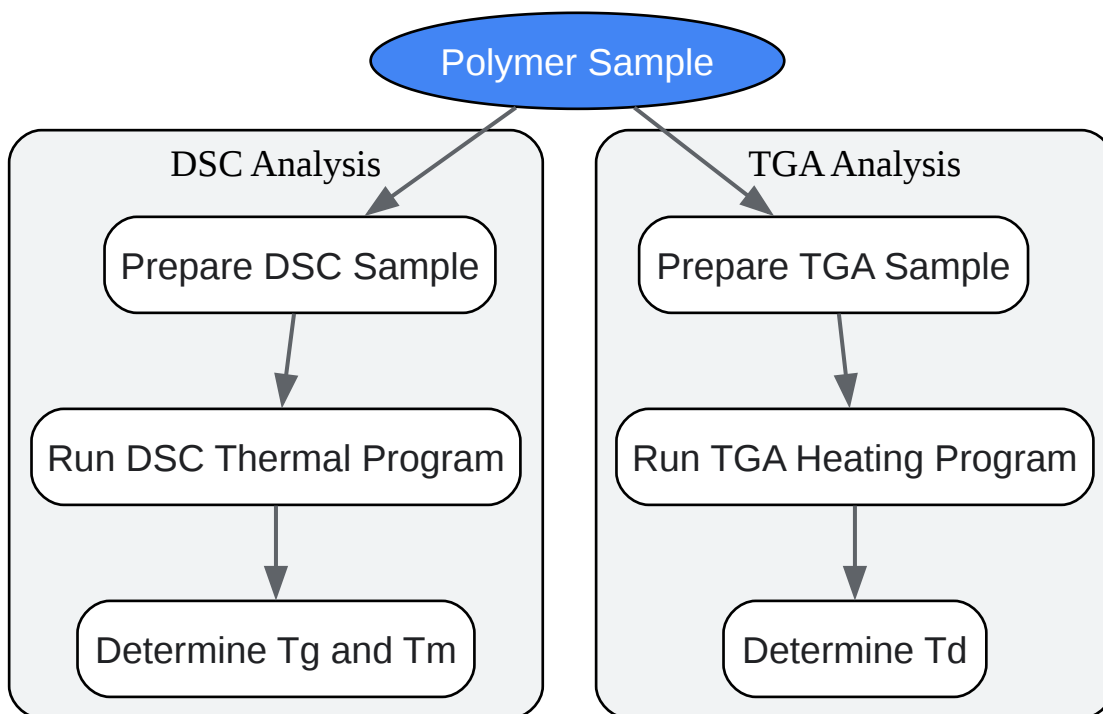 Polymer Sample
DSC Analysis
TGA Analysis
Prepare DSC Sample
Prepare TGA Sample
Run DSC Thermal Program
Run TGA Heating Program
Determine Tg and Tm
Determine Td